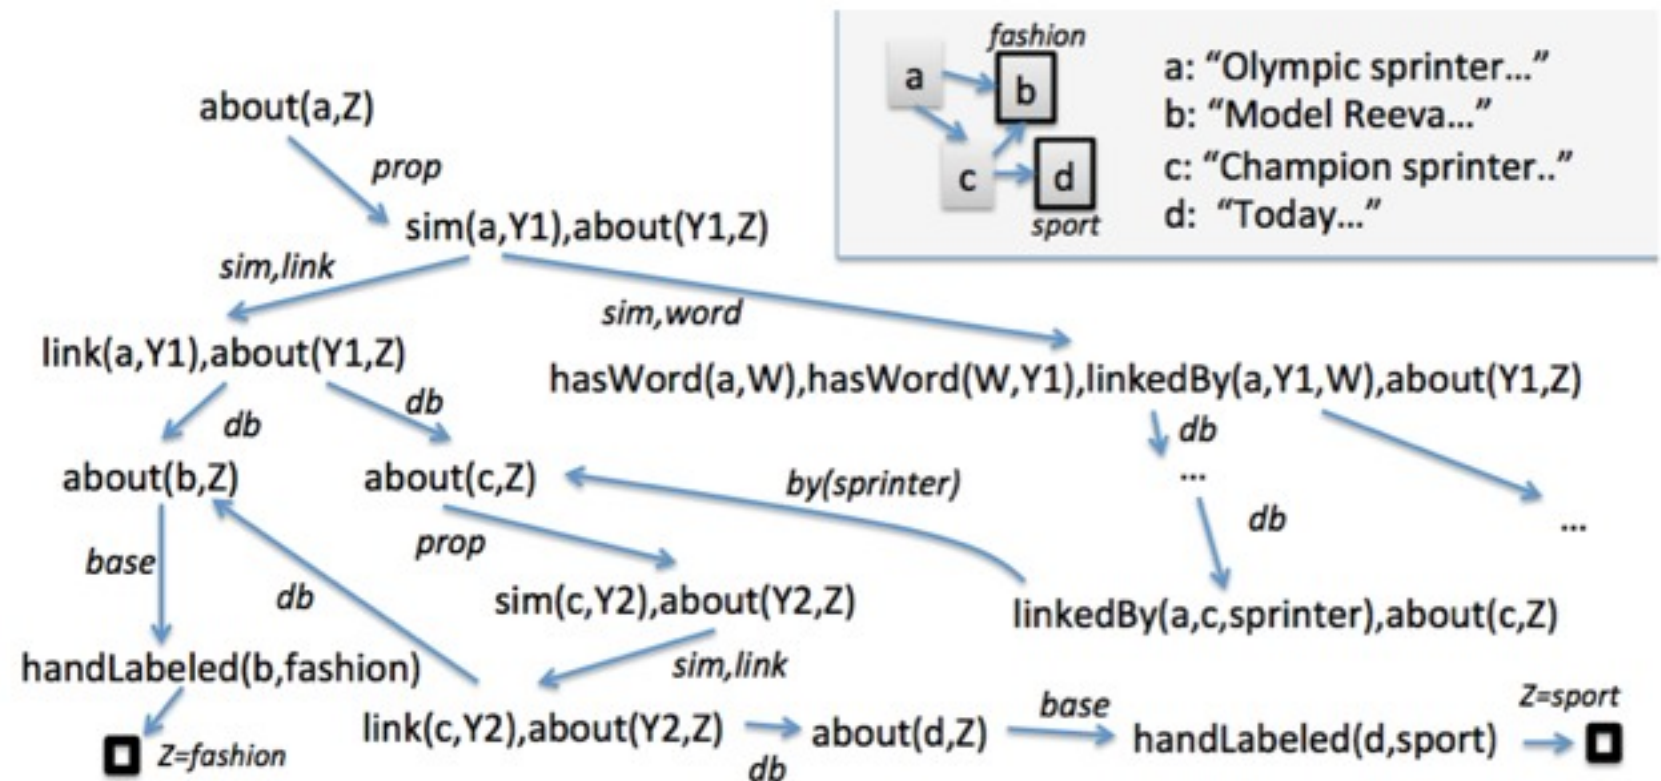 fashion
a
b
a: “Olympic sprinter…”
b: “Model Reeva…”
c
d
c: “Champion sprinter..”
d: “Today…”
sport
about(a,Z)
prop
sim(a,Y1),about(Y1,Z)
sim,link
sim,word
link(a,Y1),about(Y1,Z)
hasWord(a,W),hasWord(W,Y1),linkedBy(a,Y1,W),about(Y1,Z)
db
db
db
about(b,Z)
about(c,Z)
by(sprinter)
...
db
...
base
prop
db
sim(c,Y2),about(Y2,Z)
linkedBy(a,c,sprinter),about(c,Z)
handLabeled(b,fashion)
sim,link
Z=fashion
link(c,Y2),about(Y2,Z)
db
about(d,Z)
base
handLabeled(d,sport)
Z=sport